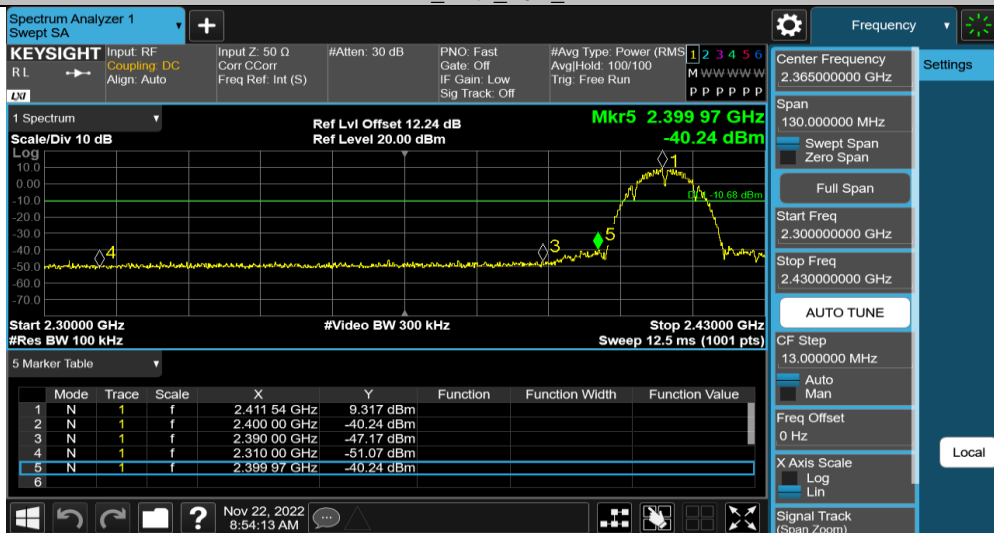 Spectrum Analyzer 1
Swept SA
Frequency
KEYSIGHT
R L
LXI
Input: RF
Coupling: DC
Align: Auto
Input Z: 50 Ω
Corr CCorr
Freq Ref: Int (S)
#Atten: 30 dB
PNO: Fast
Gate: Off
IF Gain: Low
Sig Track: Off
#Avg Type: Power (RMS
Avg|Hold: 100/100
Trig: Free Run
1 2 3 4 5 6
M W W W W W
P P P P P P
1 Spectrum
Scale/Div 10 dB
Ref Lvl Offset 12.24 dB
Ref Level 20.00 dBm
Mkr5 2.399 97 GHz
-40.24 dBm
Log
10.0
0.00
-10.0
-20.0
-30.0
-40.0
-50.0
-60.0
-70.0
1
-10.68 dBm
5
3
4
Start 2.30000 GHz
#Video BW 300 kHz
Stop 2.43000 GHz
#Res BW 100 kHz
Sweep 12.5 ms (1001 pts)
5 Marker Table
Mode Trace Scale X Y Function Function Width Function Value
1 N 1 f 2.411 54 GHz 9.317 dBm
2 N 1 f 2.400 00 GHz -40.24 dBm
3 N 1 f 2.390 00 GHz -47.17 dBm
4 N 1 f 2.310 00 GHz -51.07 dBm
5 N 1 f 2.399 97 GHz -40.24 dBm
6
Nov 22, 2022
8:54:13 AM
Center Frequency
2.365000000 GHz
Span
130.000000 MHz
Swept Span
Zero Span
Full Span
Start Freq
2.300000000 GHz
Stop Freq
2.430000000 GHz
AUTO TUNE
CF Step
13.000000 MHz
Auto
Man
Freq Offset
0 Hz
X Axis Scale
Log
Lin
Signal Track
(Span Zoom)
Settings
Local